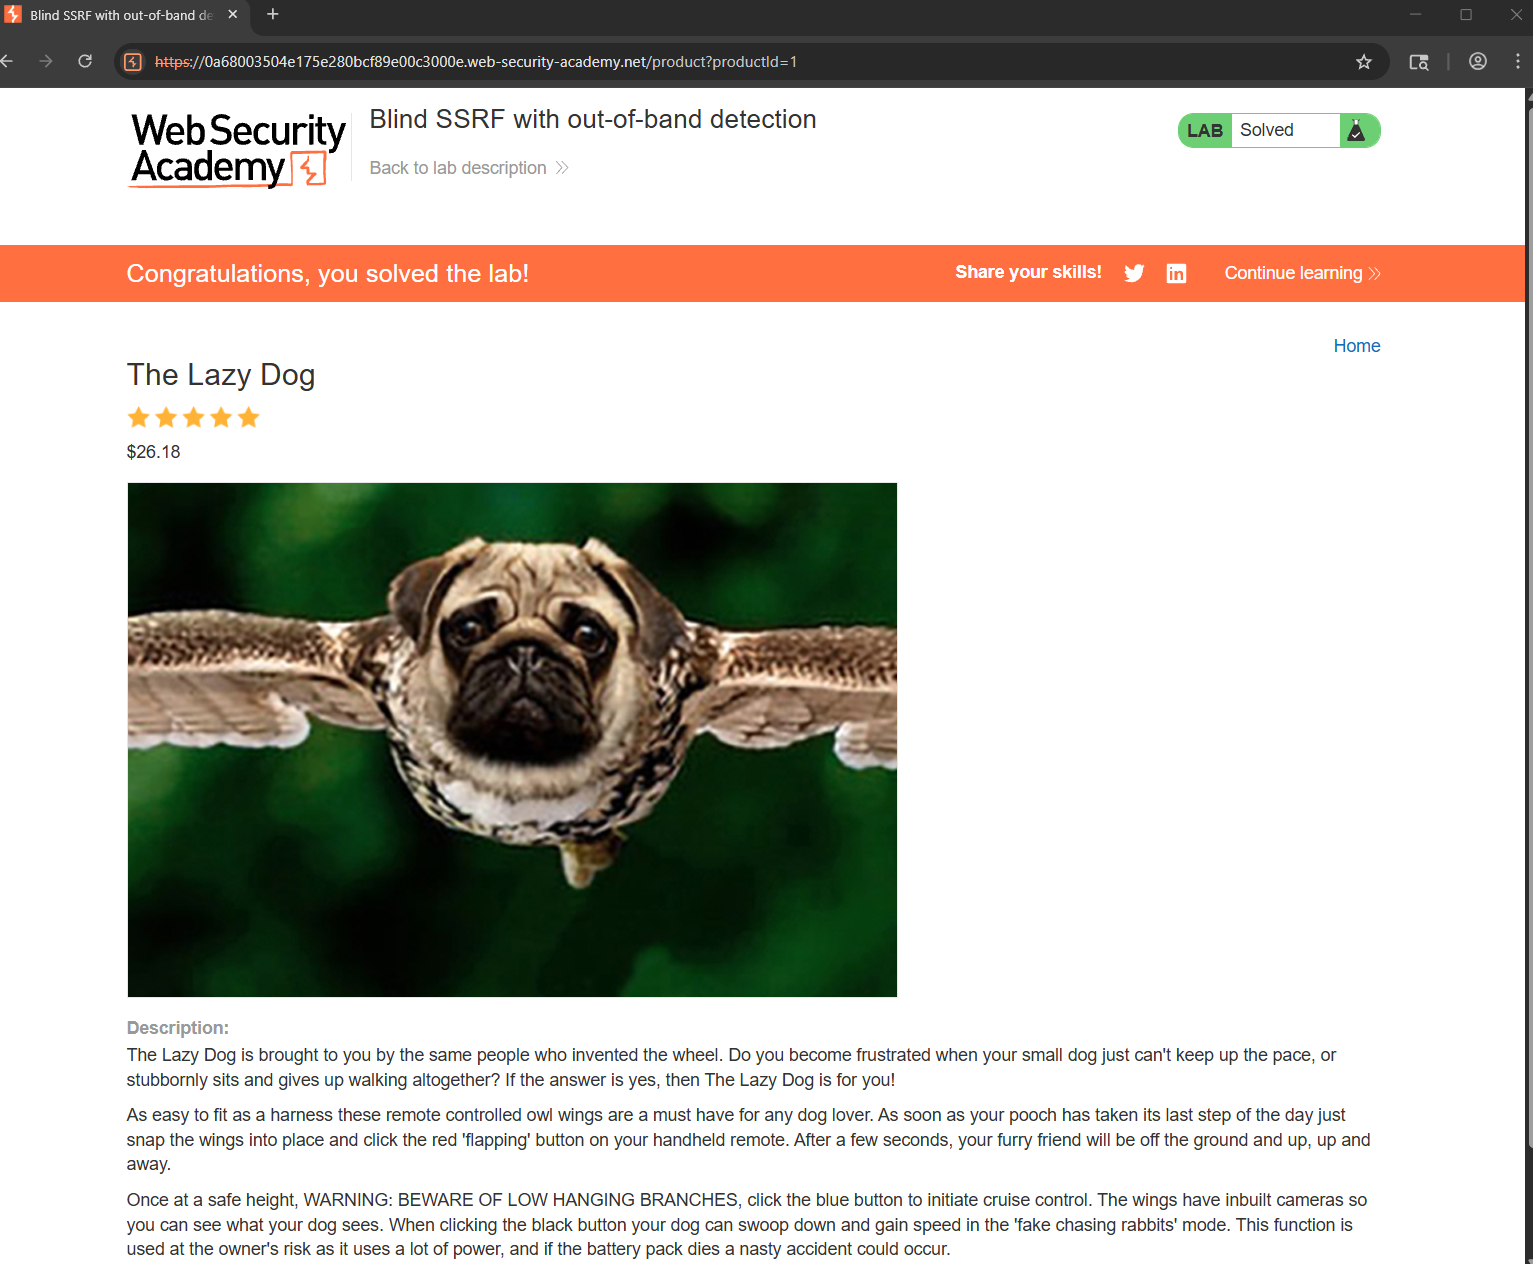 Blind SSRF with out-of-band de
https://0a68003504e175e280bcf89e00c3000e.web-security-academy.net/product?productId=1
Web Security
Academy
Blind SSRF with out-of-band detection
Back to lab description
LAB Solved
Congratulations, you solved the lab!
Share your skills!
Continue learning
Home
The Lazy Dog
$26.18
Description:
The Lazy Dog is brought to you by the same people who invented the wheel. Do you become frustrated when your small dog just can't keep up the pace, or
stubbornly sits and gives up walking altogether? If the answer is yes, then The Lazy Dog is for you!
As easy to fit as a harness these remote controlled owl wings are a must have for any dog lover. As soon as your pooch has taken its last step of the day just
snap the wings into place and click the red 'flapping' button on your handheld remote. After a few seconds, your furry friend will be off the ground and up, up and
away.
Once at a safe height, WARNING: BEWARE OF LOW HANGING BRANCHES, click the blue button to initiate cruise control. The wings have inbuilt cameras so
you can see what your dog sees. When clicking the black button your dog can swoop down and gain speed in the 'fake chasing rabbits' mode. This function is
used at the owner's risk as it uses a lot of power, and if the battery pack dies a nasty accident could occur.